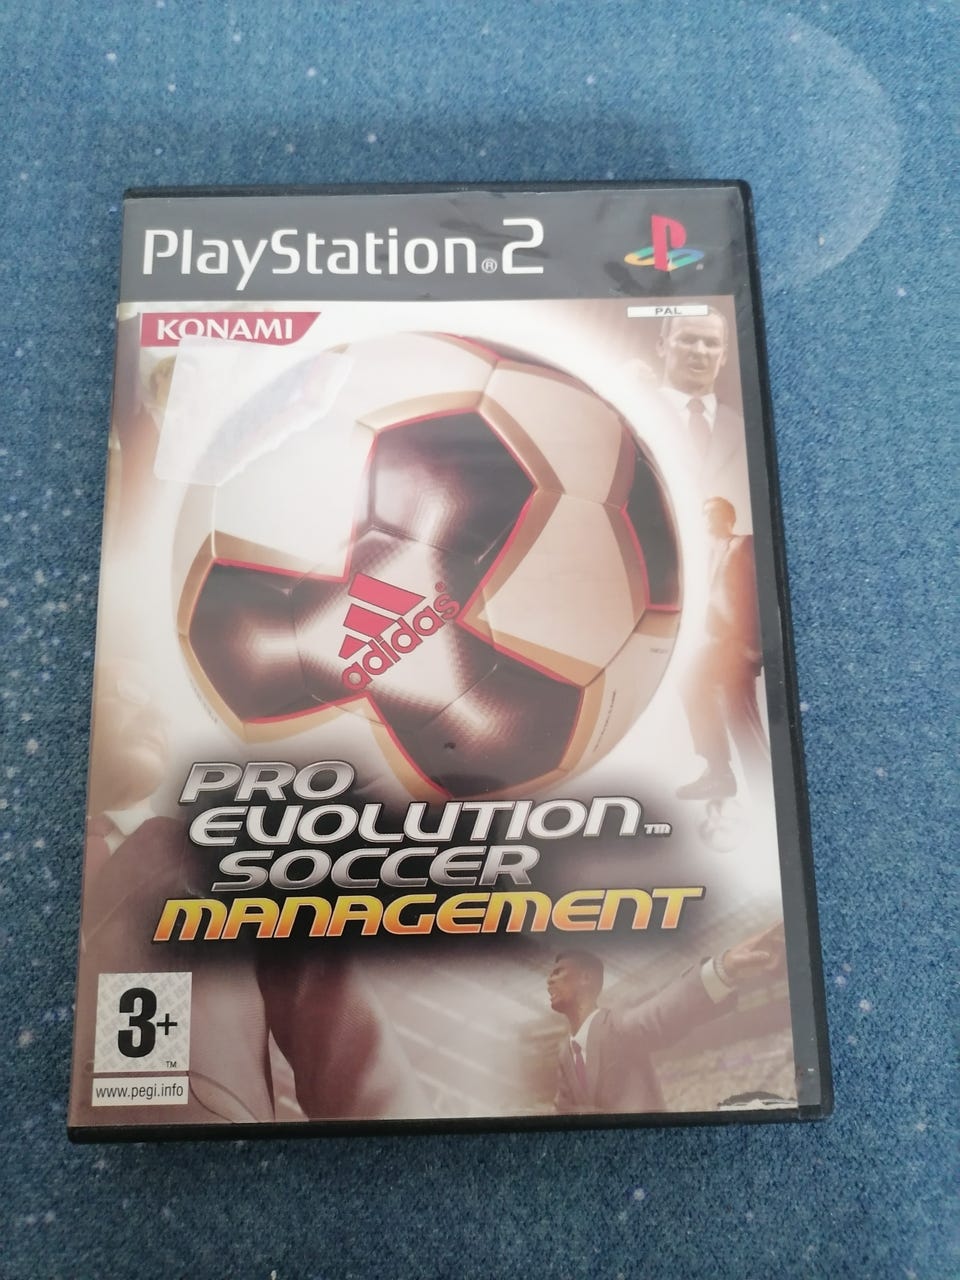 PlayStation®2
PAL
KONAMI
adidas®
PRO
EVOLUTION™
SOCCER
MANAGEMENT
3+
™
www.pegi.info